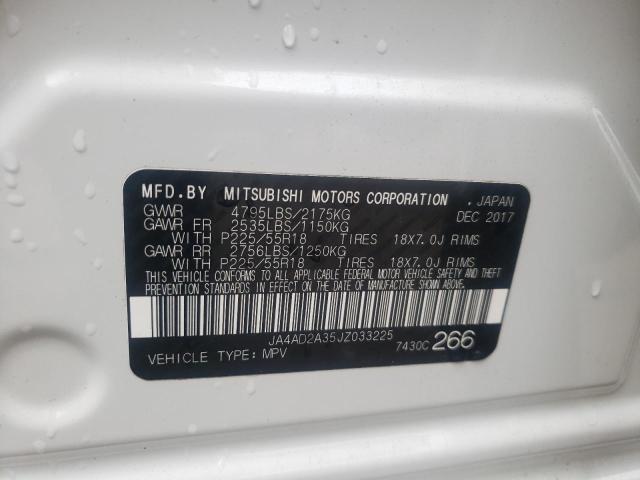 MFD.BY MITSUBISHI MOTORS CORPORATION . JAPAN
GVWR 4795LBS/2175KG DEC 2017
GAWR FR 2535LBS/1150KG
WITH P225/55R18 TIRES 18X7.0J RIMS
GAWR RR 2756LBS/1250KG
WITH P225/55R18 TIRES 18X7.0J RIMS
THIS VEHICLE CONFORMS TO ALL APPLICABLE FEDERAL MOTOR VEHICLE SAFETY AND THEFT
PREVENTION STANDARDS IN EFFECT ON THE DATE OF MANUFACTURE SHOWN ABOVE.
JA4AD2A35JZ033225
VEHICLE TYPE: MPV 7430C 266